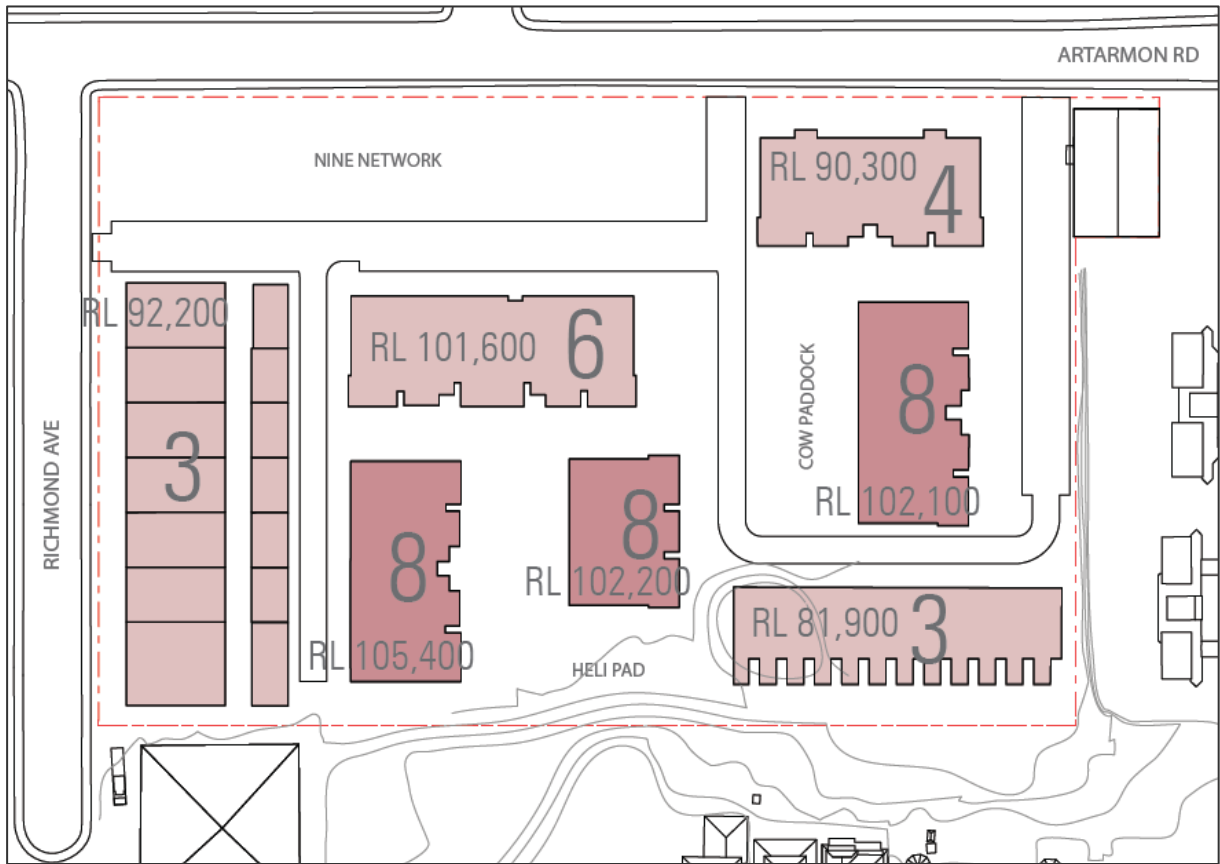 ARTARMON RD
NINE NETWORK
RL 90,300
4
RL 92,200
RL 101,600
6
COW PADDOCK
8
3
RICHMOND AVE
8
RL 102,100
8
RL 102,200
RL 81,900
3
RL 105,400
HELI PAD